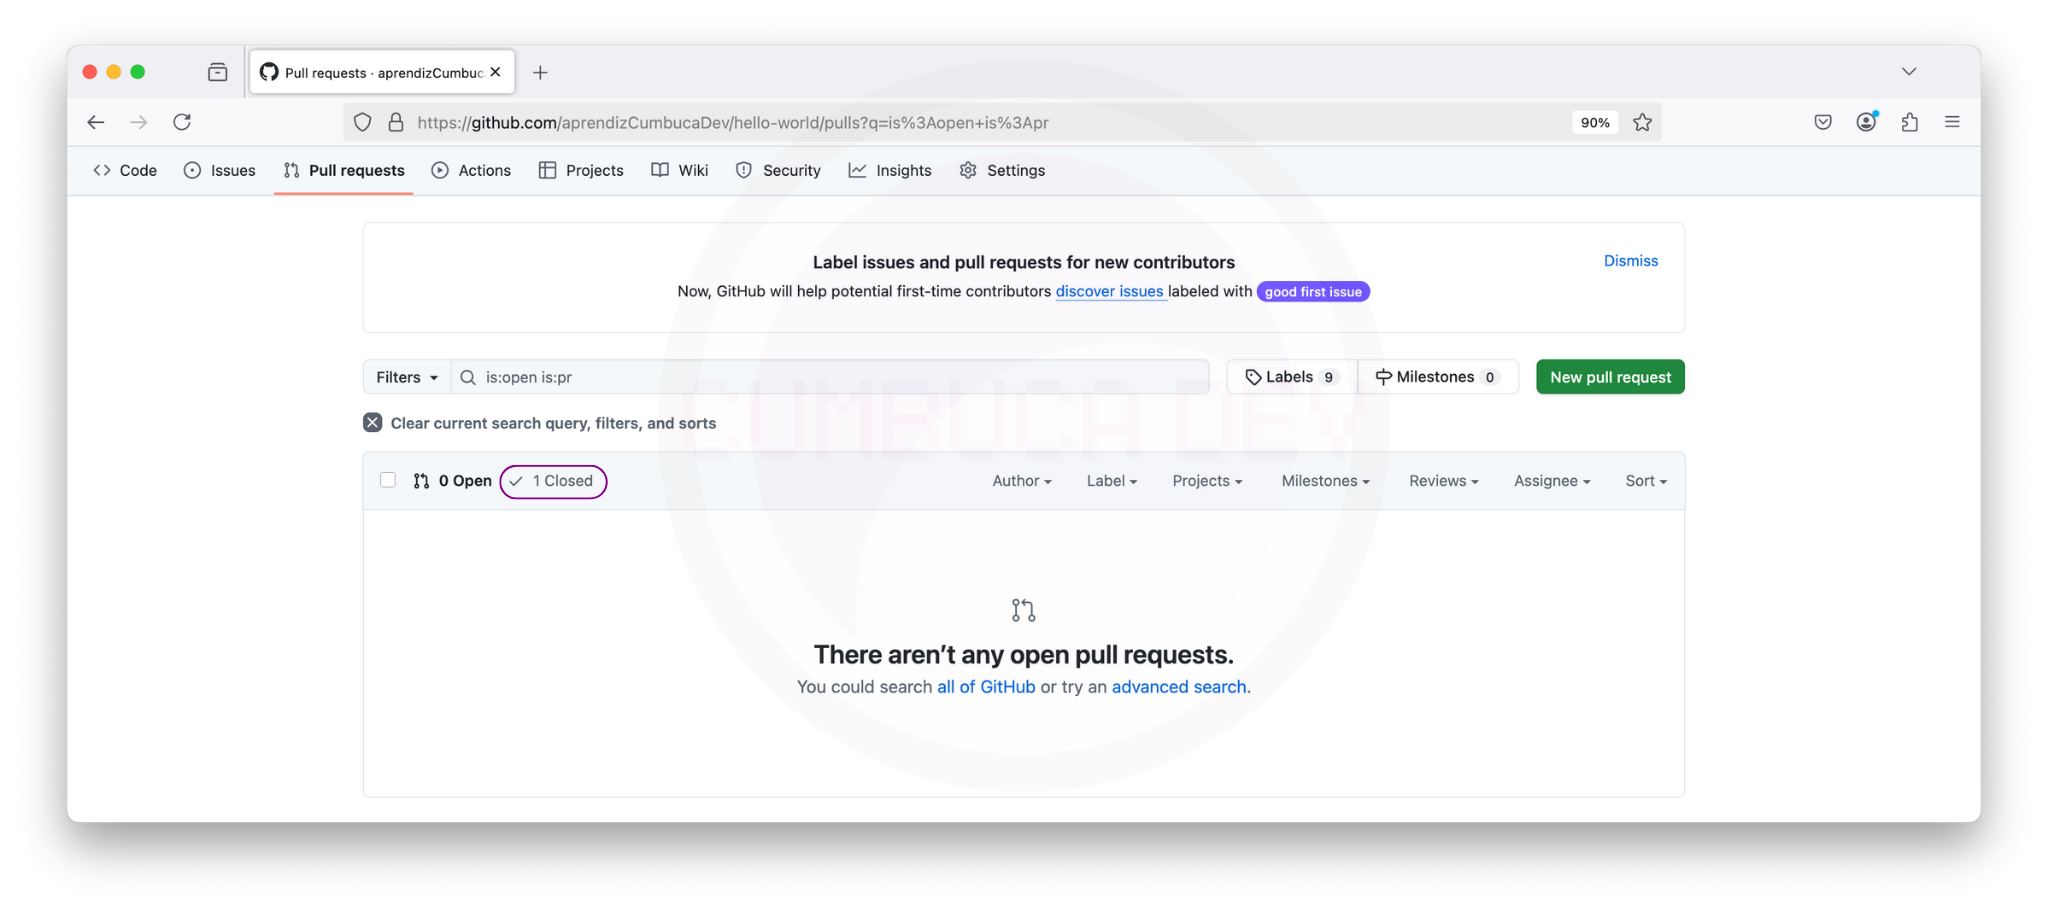 Pull requests · aprendizCumbuc
https://github.com/aprendizCumbucaDev/hello-world/pulls?q=is%3Aopen+is%3Apr
90%
Code Issues Pull requests Actions Projects Wiki Security Insights Settings
Label issues and pull requests for new contributors
Dismiss
Now, GitHub will help potential first-time contributors discover issues labeled with good first issue
Filters is:open is:pr Labels 9 Milestones 0 New pull request
CUMBUCA DEV
Clear current search query, filters, and sorts
0 Open 1 Closed Author Label Projects Milestones Reviews Assignee Sort
There aren’t any open pull requests.
You could search all of GitHub or try an advanced search.